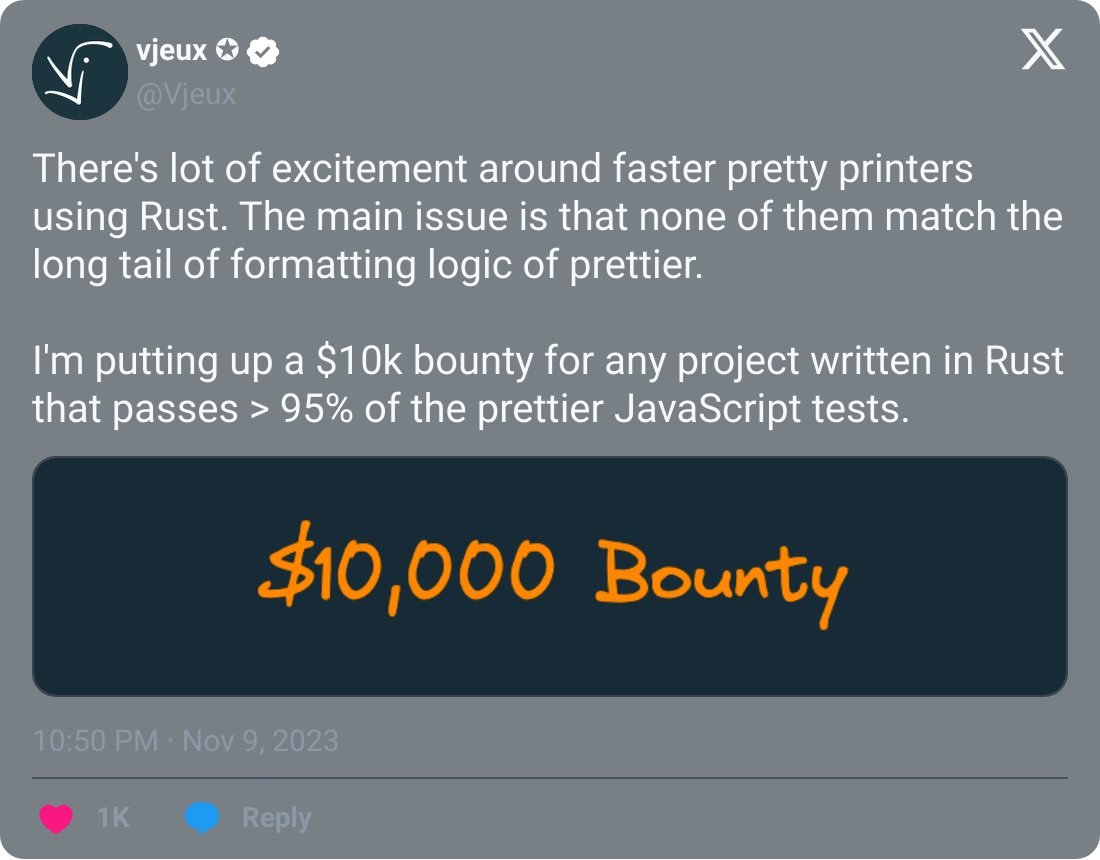 vjeux
@Vjeux
There's lot of excitement around faster pretty printers
using Rust. The main issue is that none of them match the
long tail of formatting logic of prettier.
I'm putting up a $10k bounty for any project written in Rust
that passes > 95% of the prettier JavaScript tests.
$10,000 Bounty
10:50 PM · Nov 9, 2023
1K Reply